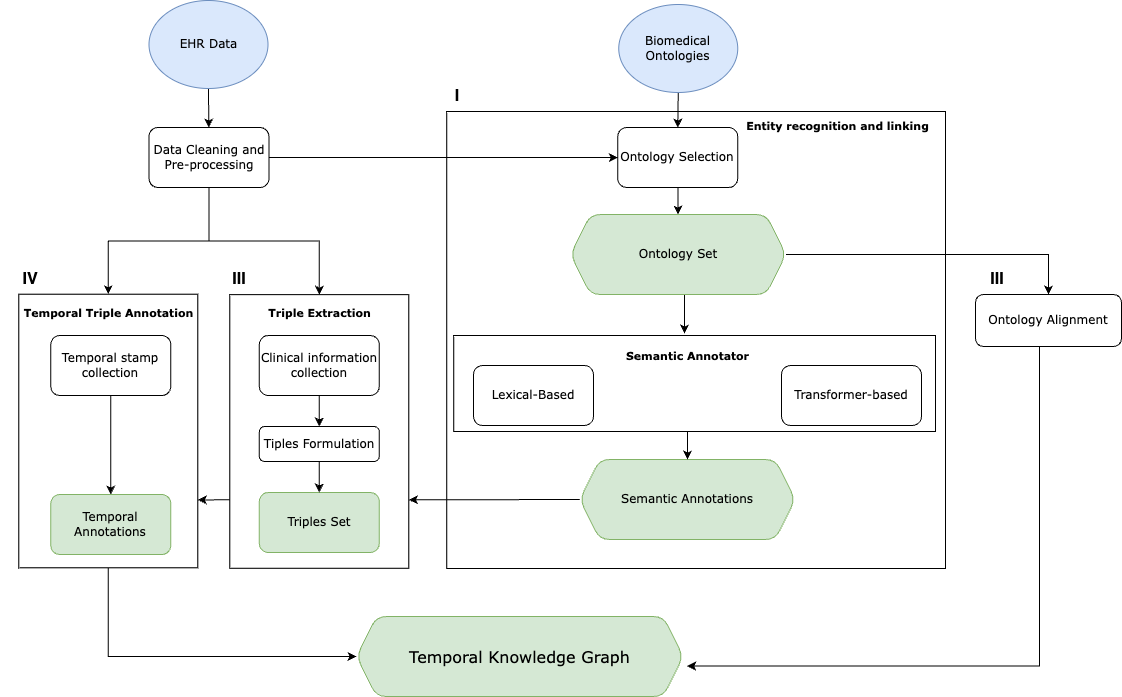 EHR Data
Biomedical
Ontologies
I
Entity recognition and linking
Data Cleaning and
Pre-processing
Ontology Selection
Ontology Set
IV
Temporal Triple Annotation
Temporal stamp
collection
Temporal
Annotations
III
Triple Extraction
Clinical information
collection
Tiples Formulation
Triples Set
Semantic Annotator
Lexical-Based
Transformer-based
Semantic Annotations
III
Ontology Alignment
Temporal Knowledge Graph